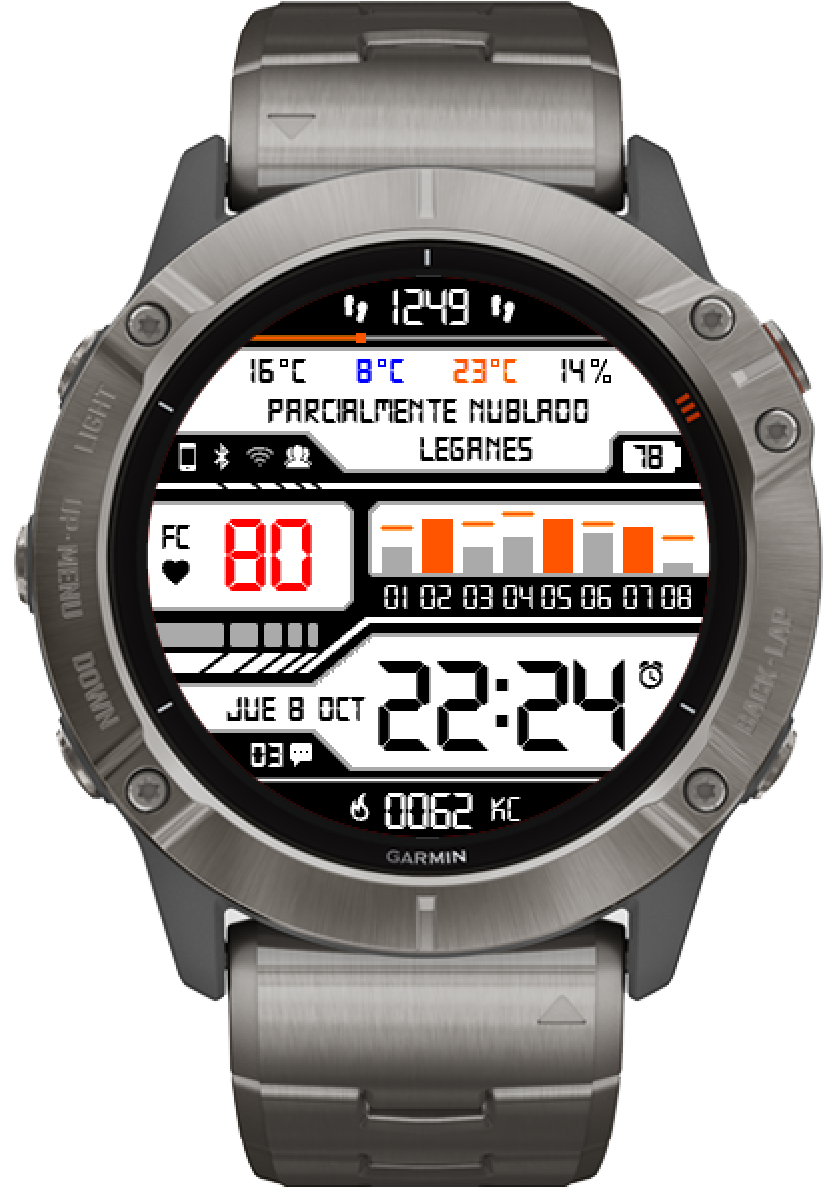 1249
16°C 8°C 23°C 14%
PARCIALMENTE NUBLADO
LEGANES
78
FC 80
01 02 03 04 05 06 07 08
22:24
JUE 8 OCT
03
0062 KC
GARMIN
LIGHT
UP·MENU
DOWN
BACK·LAP